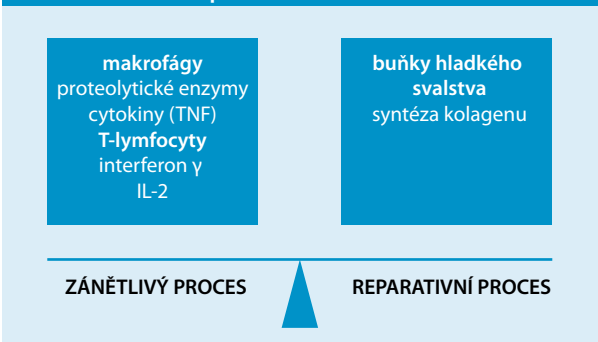 makrofágy
proteolytické enzymy
cytokiny (TNF)
T-lymfocyty
interferon γ
IL-2
buňky hladkého
svalstva
syntéza kolagenu
ZÁNĚTLIVÝ PROCES
REPARATIVNÍ PROCES